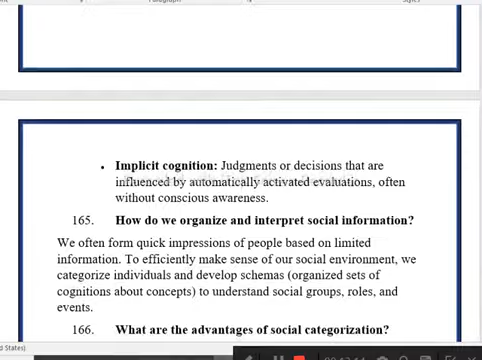 Paragraph
Styles
• Implicit cognition: Judgments or decisions that are
influenced by automatically activated evaluations, often
without conscious awareness.
165. How do we organize and interpret social information?
We often form quick impressions of people based on limited
information. To efficiently make sense of our social environment, we
categorize individuals and develop schemas (organized sets of
cognitions about concepts) to understand social groups, roles, and
events.
166. What are the advantages of social categorization?
d States)